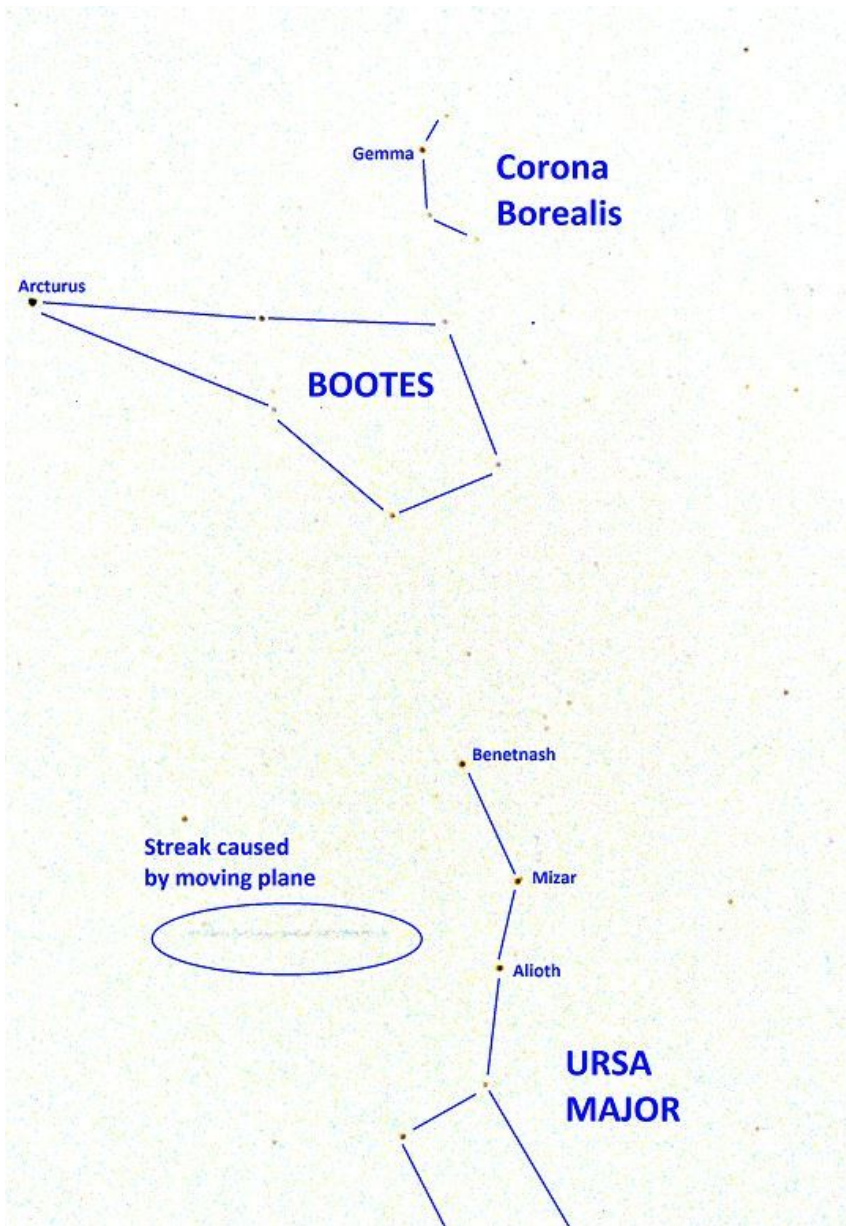 Gemma
Corona
Borealis
Arcturus
BOOTES
Benetnash
Streak caused
by moving plane
Mizar
Alioth
URSA
MAJOR